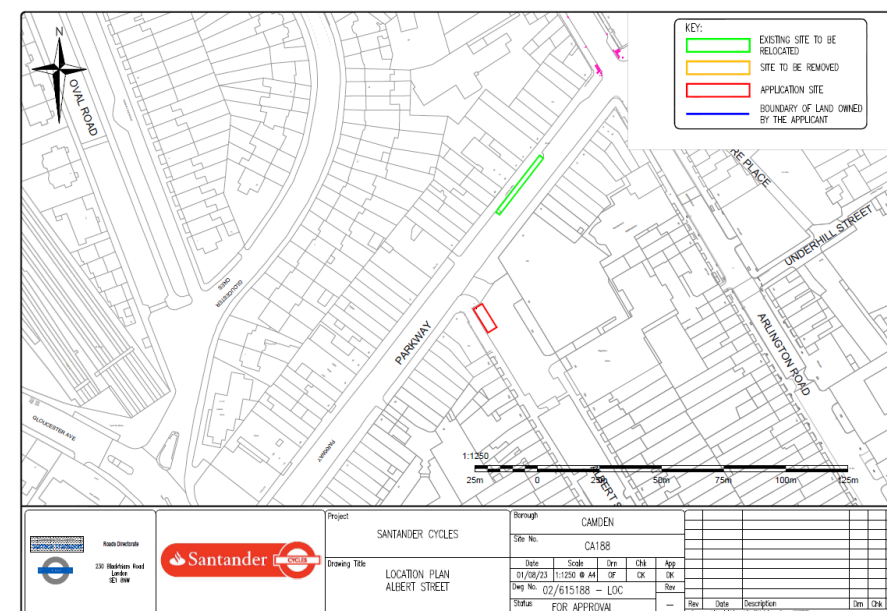 KEY:
EXISTING SITE TO BE
RELOCATED
SITE TO BE REMOVED
APPLICATION SITE
BOUNDARY OF LAND OWNED
BY THE APPLICANT
N
OVAL ROAD
RE PLACE
UNDERHILL STREET
GLOUCESTER
CRES
PARKWAY
ARLINGTON ROAD
GLOUCESTER AVE
PARKWAY
ALBERT S
1:1250
25m 0 25m 50m 75m 100m 125m
Roads Directorate
230 Blackfriars Road
London
SE1 8NW
Santander CYCLES
Project
SANTANDER CYCLES
Drawing Title
LOCATION PLAN
ALBERT STREET
Borough
CAMDEN
Site No.
CA188
Date Scale Drn Chk App
01/08/23 1:1250 @ A4 OF CK DK
Dwg No. 02/615188 - LOC Rev
Status FOR APPROVAL —
Rev Date Description Drn Chk